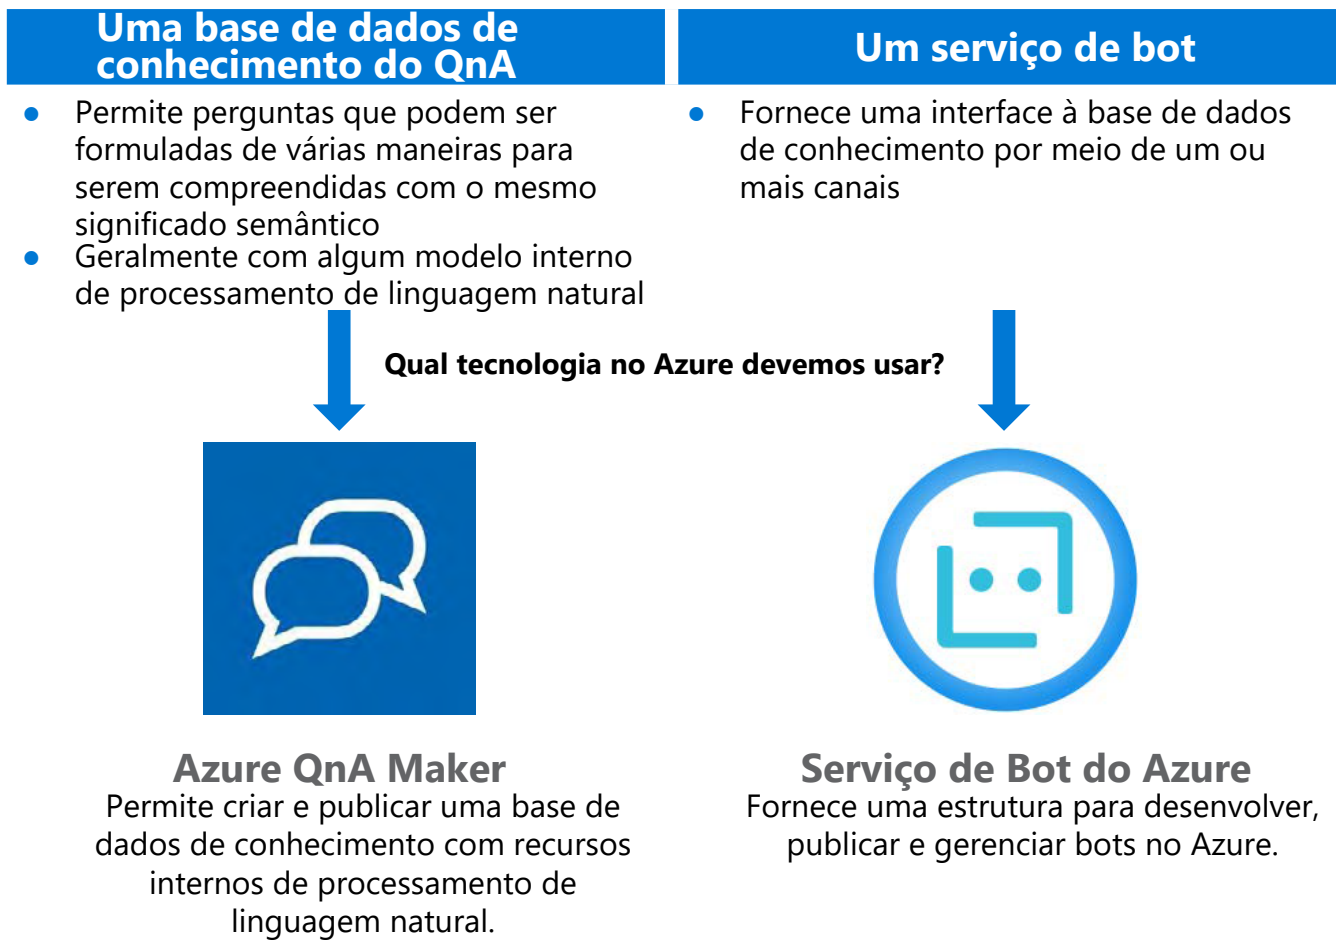 Uma base de dados de
conhecimento do QnA
Permite perguntas que podem ser
formuladas de várias maneiras para
serem compreendidas com o mesmo
significado semântico
Geralmente com algum modelo interno
de processamento de linguagem natural
Um serviço de bot
Fornece uma interface à base de dados
de conhecimento por meio de um ou
mais canais
Qual tecnologia no Azure devemos usar?
Azure QnA Maker
Permite criar e publicar uma base de
dados de conhecimento com recursos
internos de processamento de
linguagem natural.
Serviço de Bot do Azure
Fornece uma estrutura para desenvolver,
publicar e gerenciar bots no Azure.